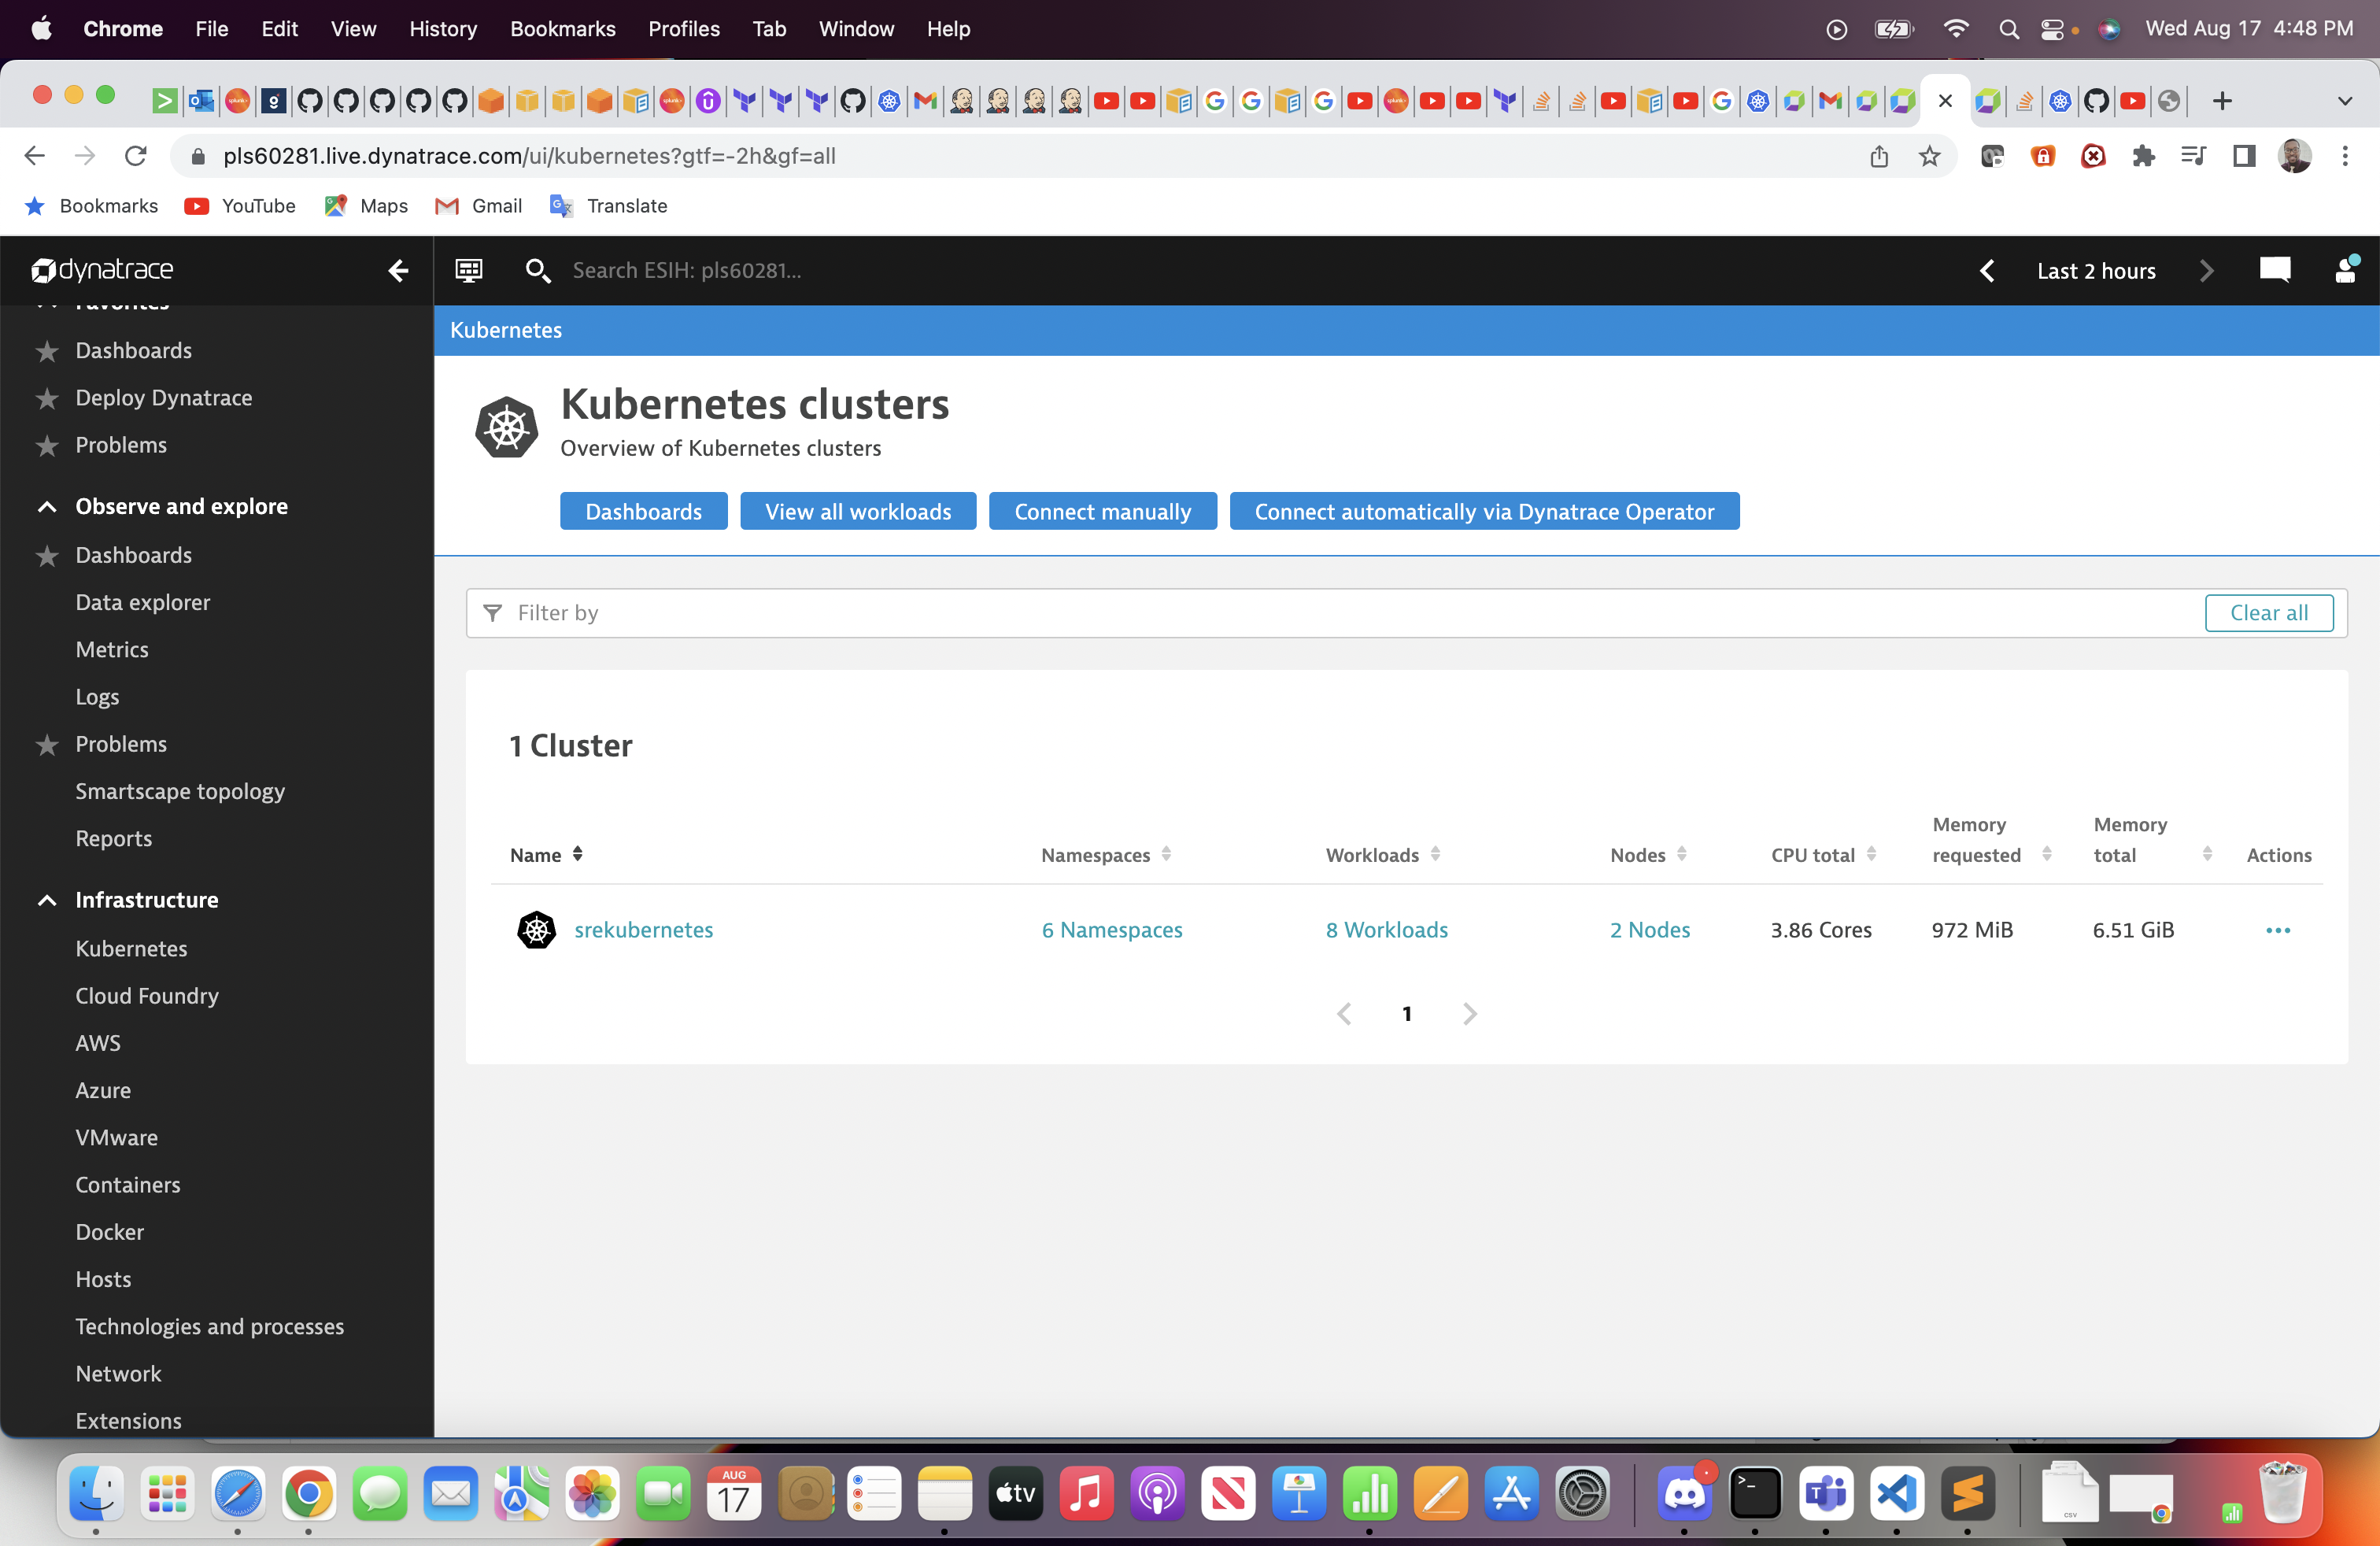 Chrome File Edit View History Bookmarks Profiles Tab Window Help Wed Aug 17 4:48 PM
pls60281.live.dynatrace.com/ui/kubernetes?gtf=-2h&gf=all
Bookmarks YouTube Maps Gmail Translate
dynatrace
Search ESIH: pls60281...
Last 2 hours
Favorites
Dashboards
Deploy Dynatrace
Problems
Observe and explore
Dashboards
Data explorer
Metrics
Logs
Problems
Smartscape topology
Reports
Infrastructure
Kubernetes
Cloud Foundry
AWS
Azure
VMware
Containers
Docker
Hosts
Technologies and processes
Network
Extensions
Kubernetes
Kubernetes clusters
Overview of Kubernetes clusters
Dashboards View all workloads Connect manually Connect automatically via Dynatrace Operator
Filter by Clear all
1 Cluster
Name Namespaces Workloads Nodes CPU total Memory requested Memory total Actions
srekubernetes 6 Namespaces 8 Workloads 2 Nodes 3.86 Cores 972 MiB 6.51 GiB
1
AUG
17
tv
CSV